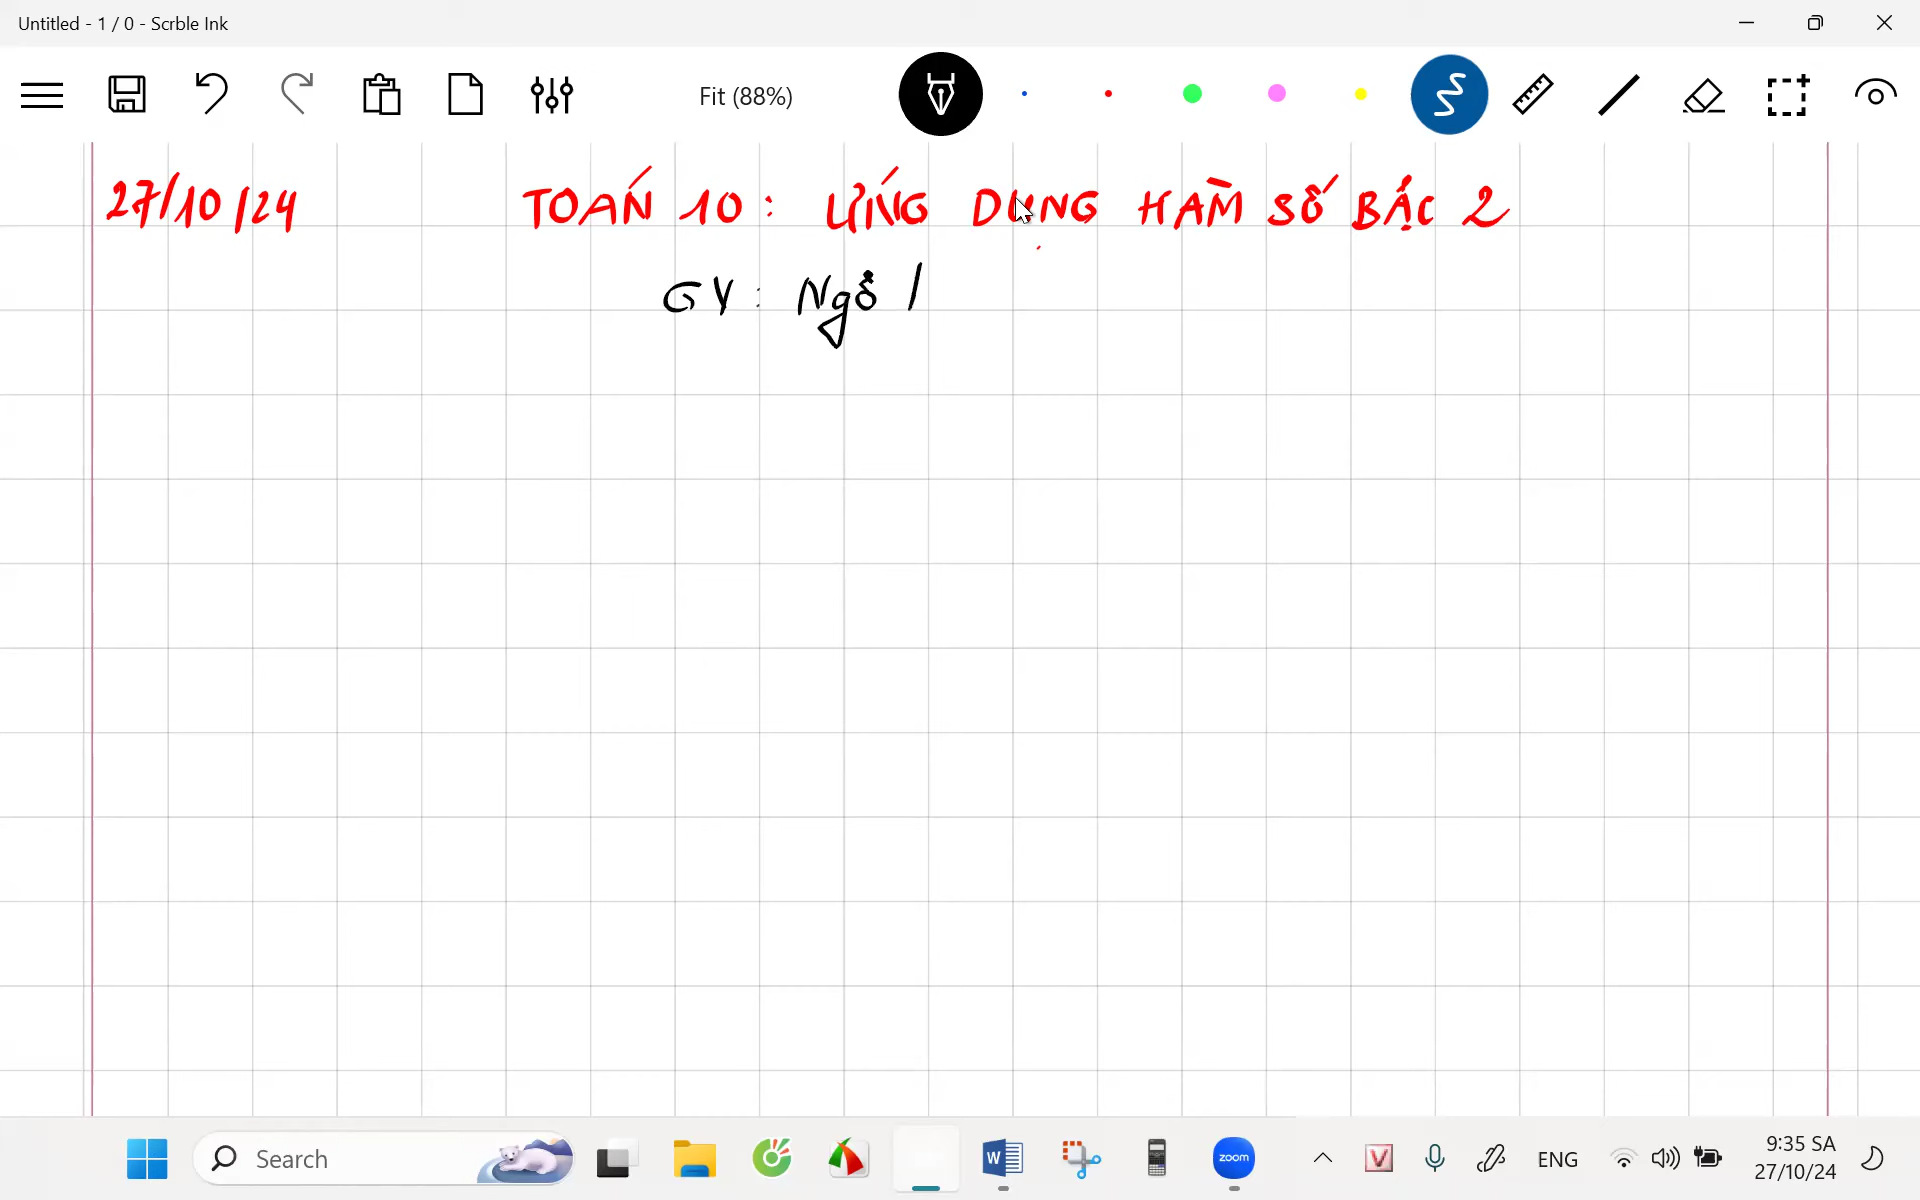 Untitled - 1 / 0 - Scrble Ink
Fit (88%)
27/10/24 TOÁN 10 : ỨNG DỤNG HÀM SỐ BẬC 2
GV : Ngô
Search
zoom
ENG
9:35 SA
27/10/24